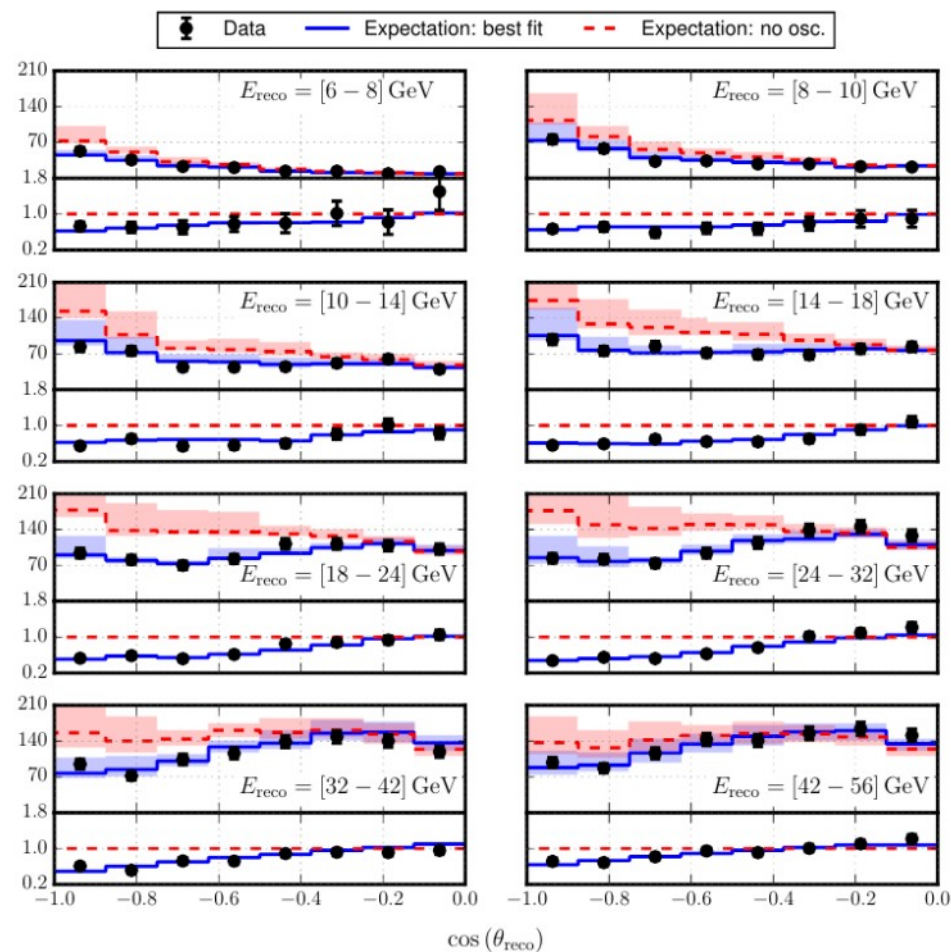 Data Expectation: best fit Expectation: no osc.
210
140
70
1.8
1.0
0.2
E_reco = [6 − 8] GeV
E_reco = [8 − 10] GeV
210
140
70
1.8
1.0
0.2
E_reco = [10 − 14] GeV
E_reco = [14 − 18] GeV
210
140
70
1.8
1.0
0.2
E_reco = [18 − 24] GeV
E_reco = [24 − 32] GeV
210
140
70
1.8
1.0
0.2
E_reco = [32 − 42] GeV
E_reco = [42 − 56] GeV
−1.0 −0.8 −0.6 −0.4 −0.2 0.0 −1.0 −0.8 −0.6 −0.4 −0.2 0.0
cos (θ_reco)